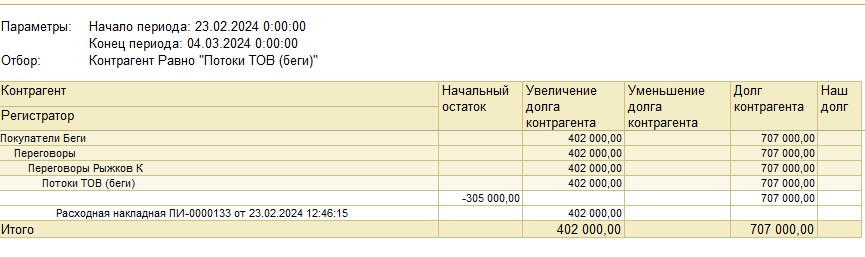 Параметры: Начало периода: 23.02.2024 0:00:00
Конец периода: 04.03.2024 0:00:00
Отбор: Контрагент Равно "Потоки ТОВ (беги)"
Контрагент Начальный остаток Увеличение долга контрагента Уменьшение долга контрагента Долг контрагента Наш долг
Регистратор
Покупатели Беги 402 000,00 707 000,00
Переговоры 402 000,00 707 000,00
Переговоры Рыжков К 402 000,00 707 000,00
Потоки ТОВ (беги) 402 000,00 707 000,00
-305 000,00 707 000,00
Расходная накладная ПИ-0000133 от 23.02.2024 12:46:15 402 000,00
Итого 402 000,00 707 000,00